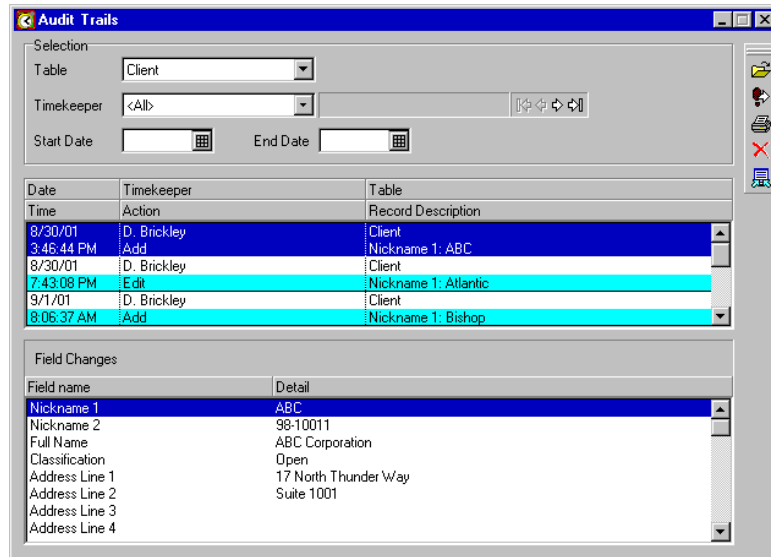 Audit Trails
Selection
Table Client
Timekeeper <All>
Start Date End Date
Date Timekeeper Table
Time Action Record Description
8/30/01 D. Brickley Client
3:46:44 PM Add Nickname 1: ABC
8/30/01 D. Brickley Client
7:43:08 PM Edit Nickname 1: Atlantic
9/1/01 D. Brickley Client
8:06:37 AM Add Nickname 1: Bishop
Field Changes
Field name Detail
Nickname 1 ABC
Nickname 2 98-10011
Full Name ABC Corporation
Classification Open
Address Line 1 17 North Thunder Way
Address Line 2 Suite 1001
Address Line 3
Address Line 4